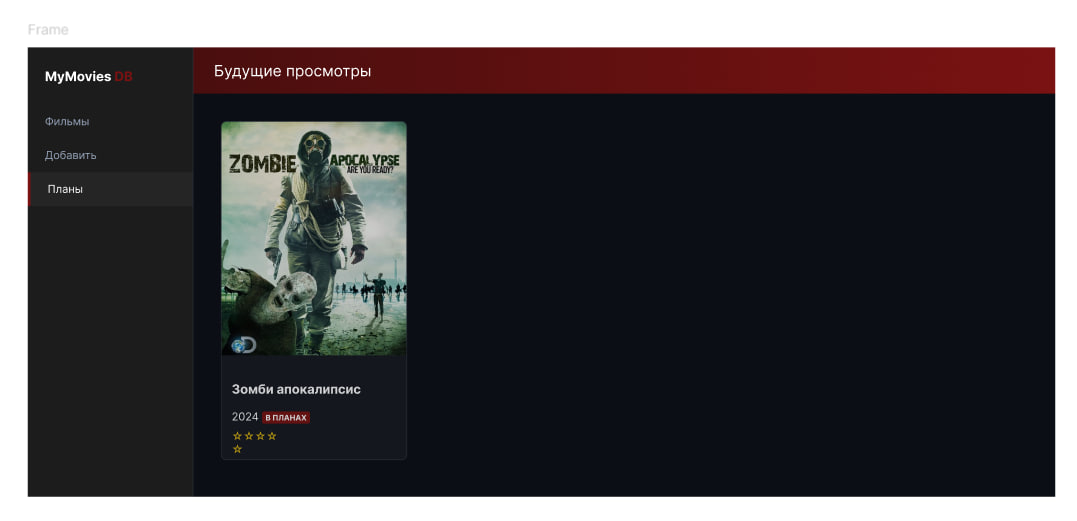 Frame
MyMovies DB
Будущие просмотры
Фильмы
Добавить
Планы
ZOMBIE APOCALYPSE
ARE YOU READY?
Зомби апокалипсис
2024 В ПЛАНАХ
☆☆☆☆
☆